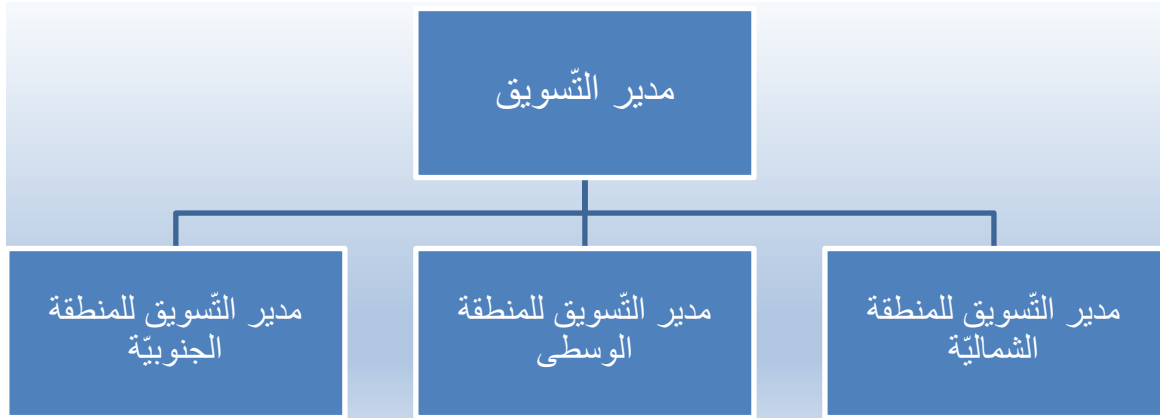 مدير التّسويق
مدير التّسويق للمنطقة
الشماليّة
مدير التّسويق للمنطقة
الوسطى
مدير التّسويق للمنطقة
الجنوبيّة